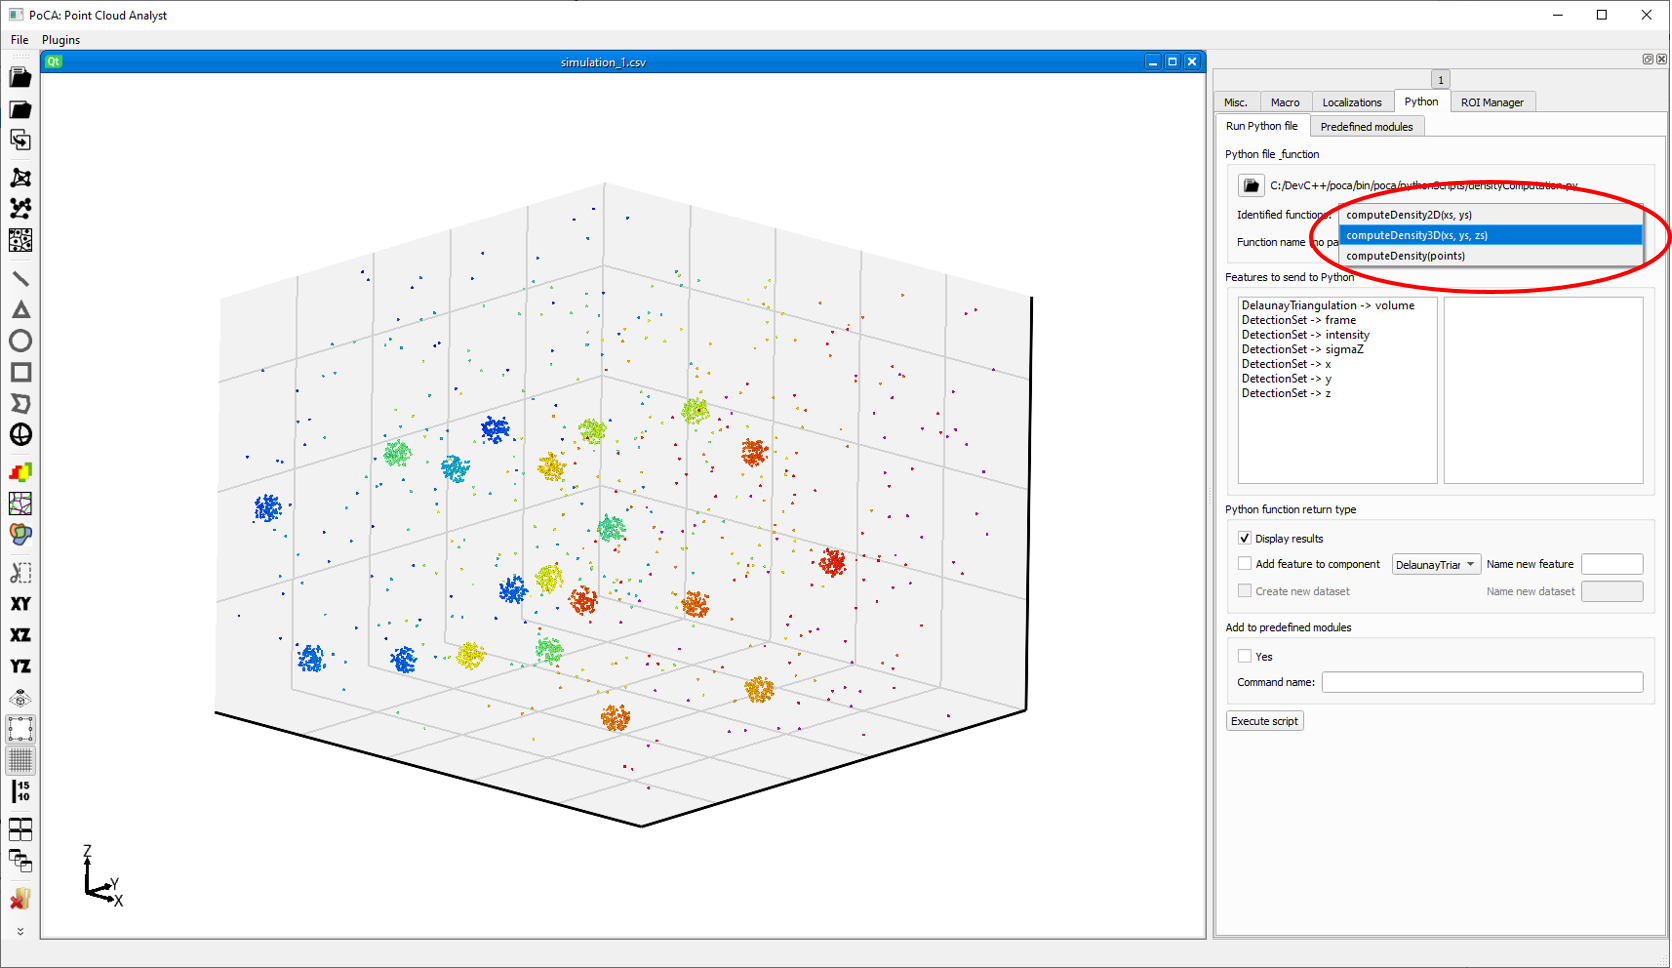 PoCA: Point Cloud Analyst
File Plugins
Qt simulation_1.csv
1
Misc. Macro Localizations Python ROI Manager
Run Python file Predefined modules
Python file _function
C:/DevC++/poca/bin/poca/pythonScripts/densityComputation.py
Identified functions: computeDensity2D(xs, ys)
computeDensity3D(xs, ys, zs)
Function name (no pa
computeDensity(points)
Features to send to Python
DelaunayTriangulation -> volume
DetectionSet -> frame
DetectionSet -> intensity
DetectionSet -> sigmaZ
DetectionSet -> x
DetectionSet -> y
DetectionSet -> z
Python function return type
Display results
Add feature to component DelaunayTriar Name new feature
Create new dataset Name new dataset
Add to predefined modules
Yes
Command name:
Execute script
XY
XZ
YZ
15
10
Z
Y
X